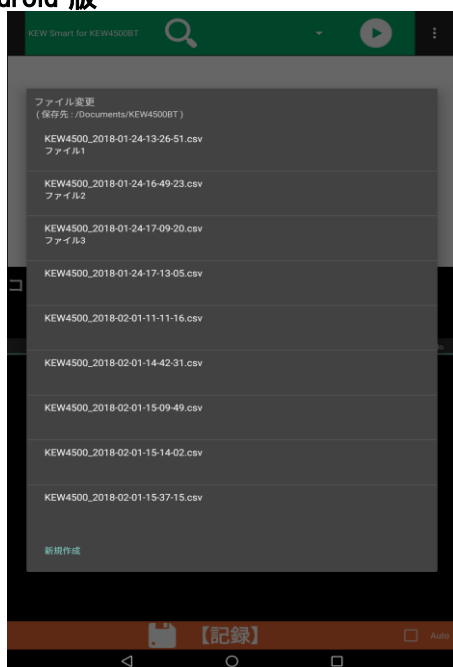 roid 版
KEW Smart for KEW4500BT
ファイル変更
(保存先 : /Documents/KEW4500BT )
KEW4500_2018-01-24-13-26-51.csv
ファイル1
KEW4500_2018-01-24-16-49-23.csv
ファイル2
KEW4500_2018-01-24-17-09-20.csv
ファイル3
KEW4500_2018-01-24-17-13-05.csv
コ
KEW4500_2018-02-01-11-11-16.csv
KEW4500_2018-02-01-14-42-31.csv
KEW4500_2018-02-01-15-09-49.csv
KEW4500_2018-02-01-15-14-02.csv
KEW4500_2018-02-01-15-37-15.csv
新規作成
【記録】
Auto